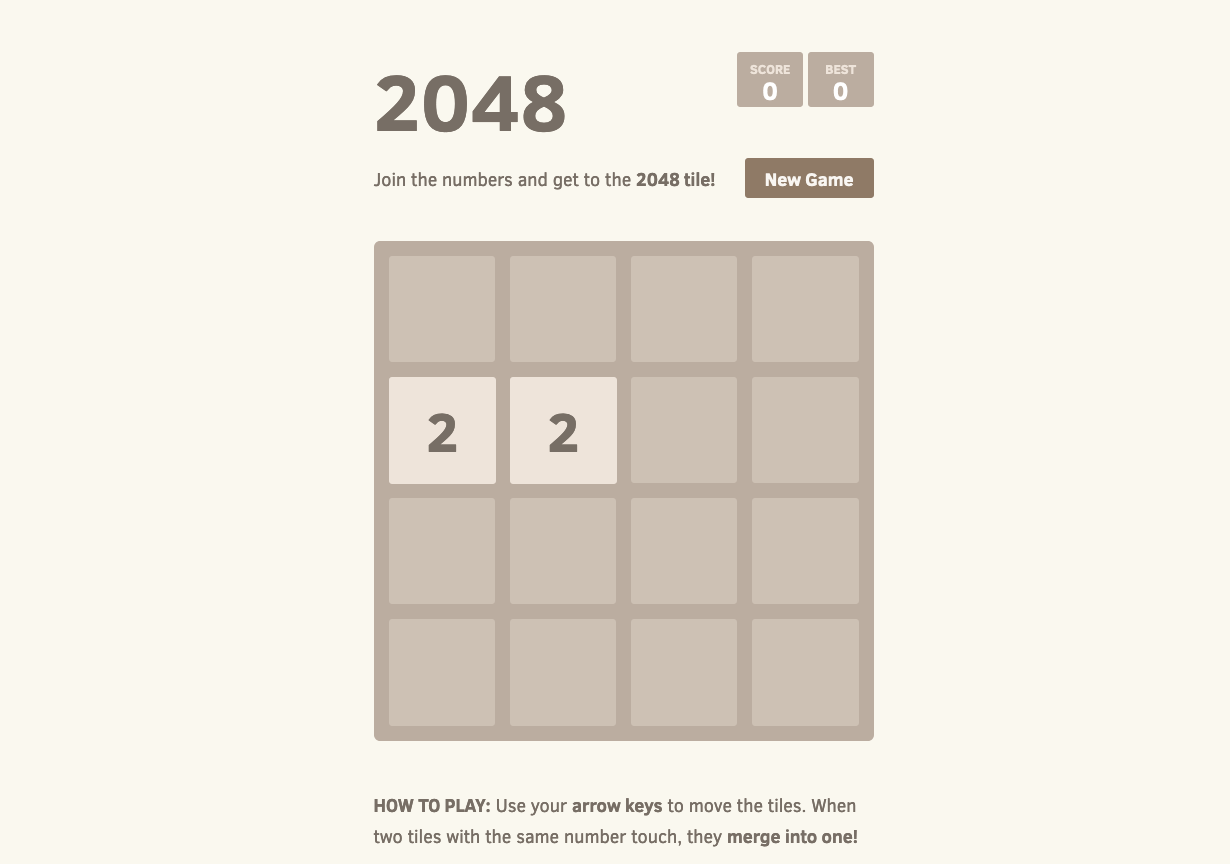 2048
SCORE
0
BEST
0
Join the numbers and get to the 2048 tile!
New Game
2
2
HOW TO PLAY: Use your arrow keys to move the tiles. When
two tiles with the same number touch, they merge into one!